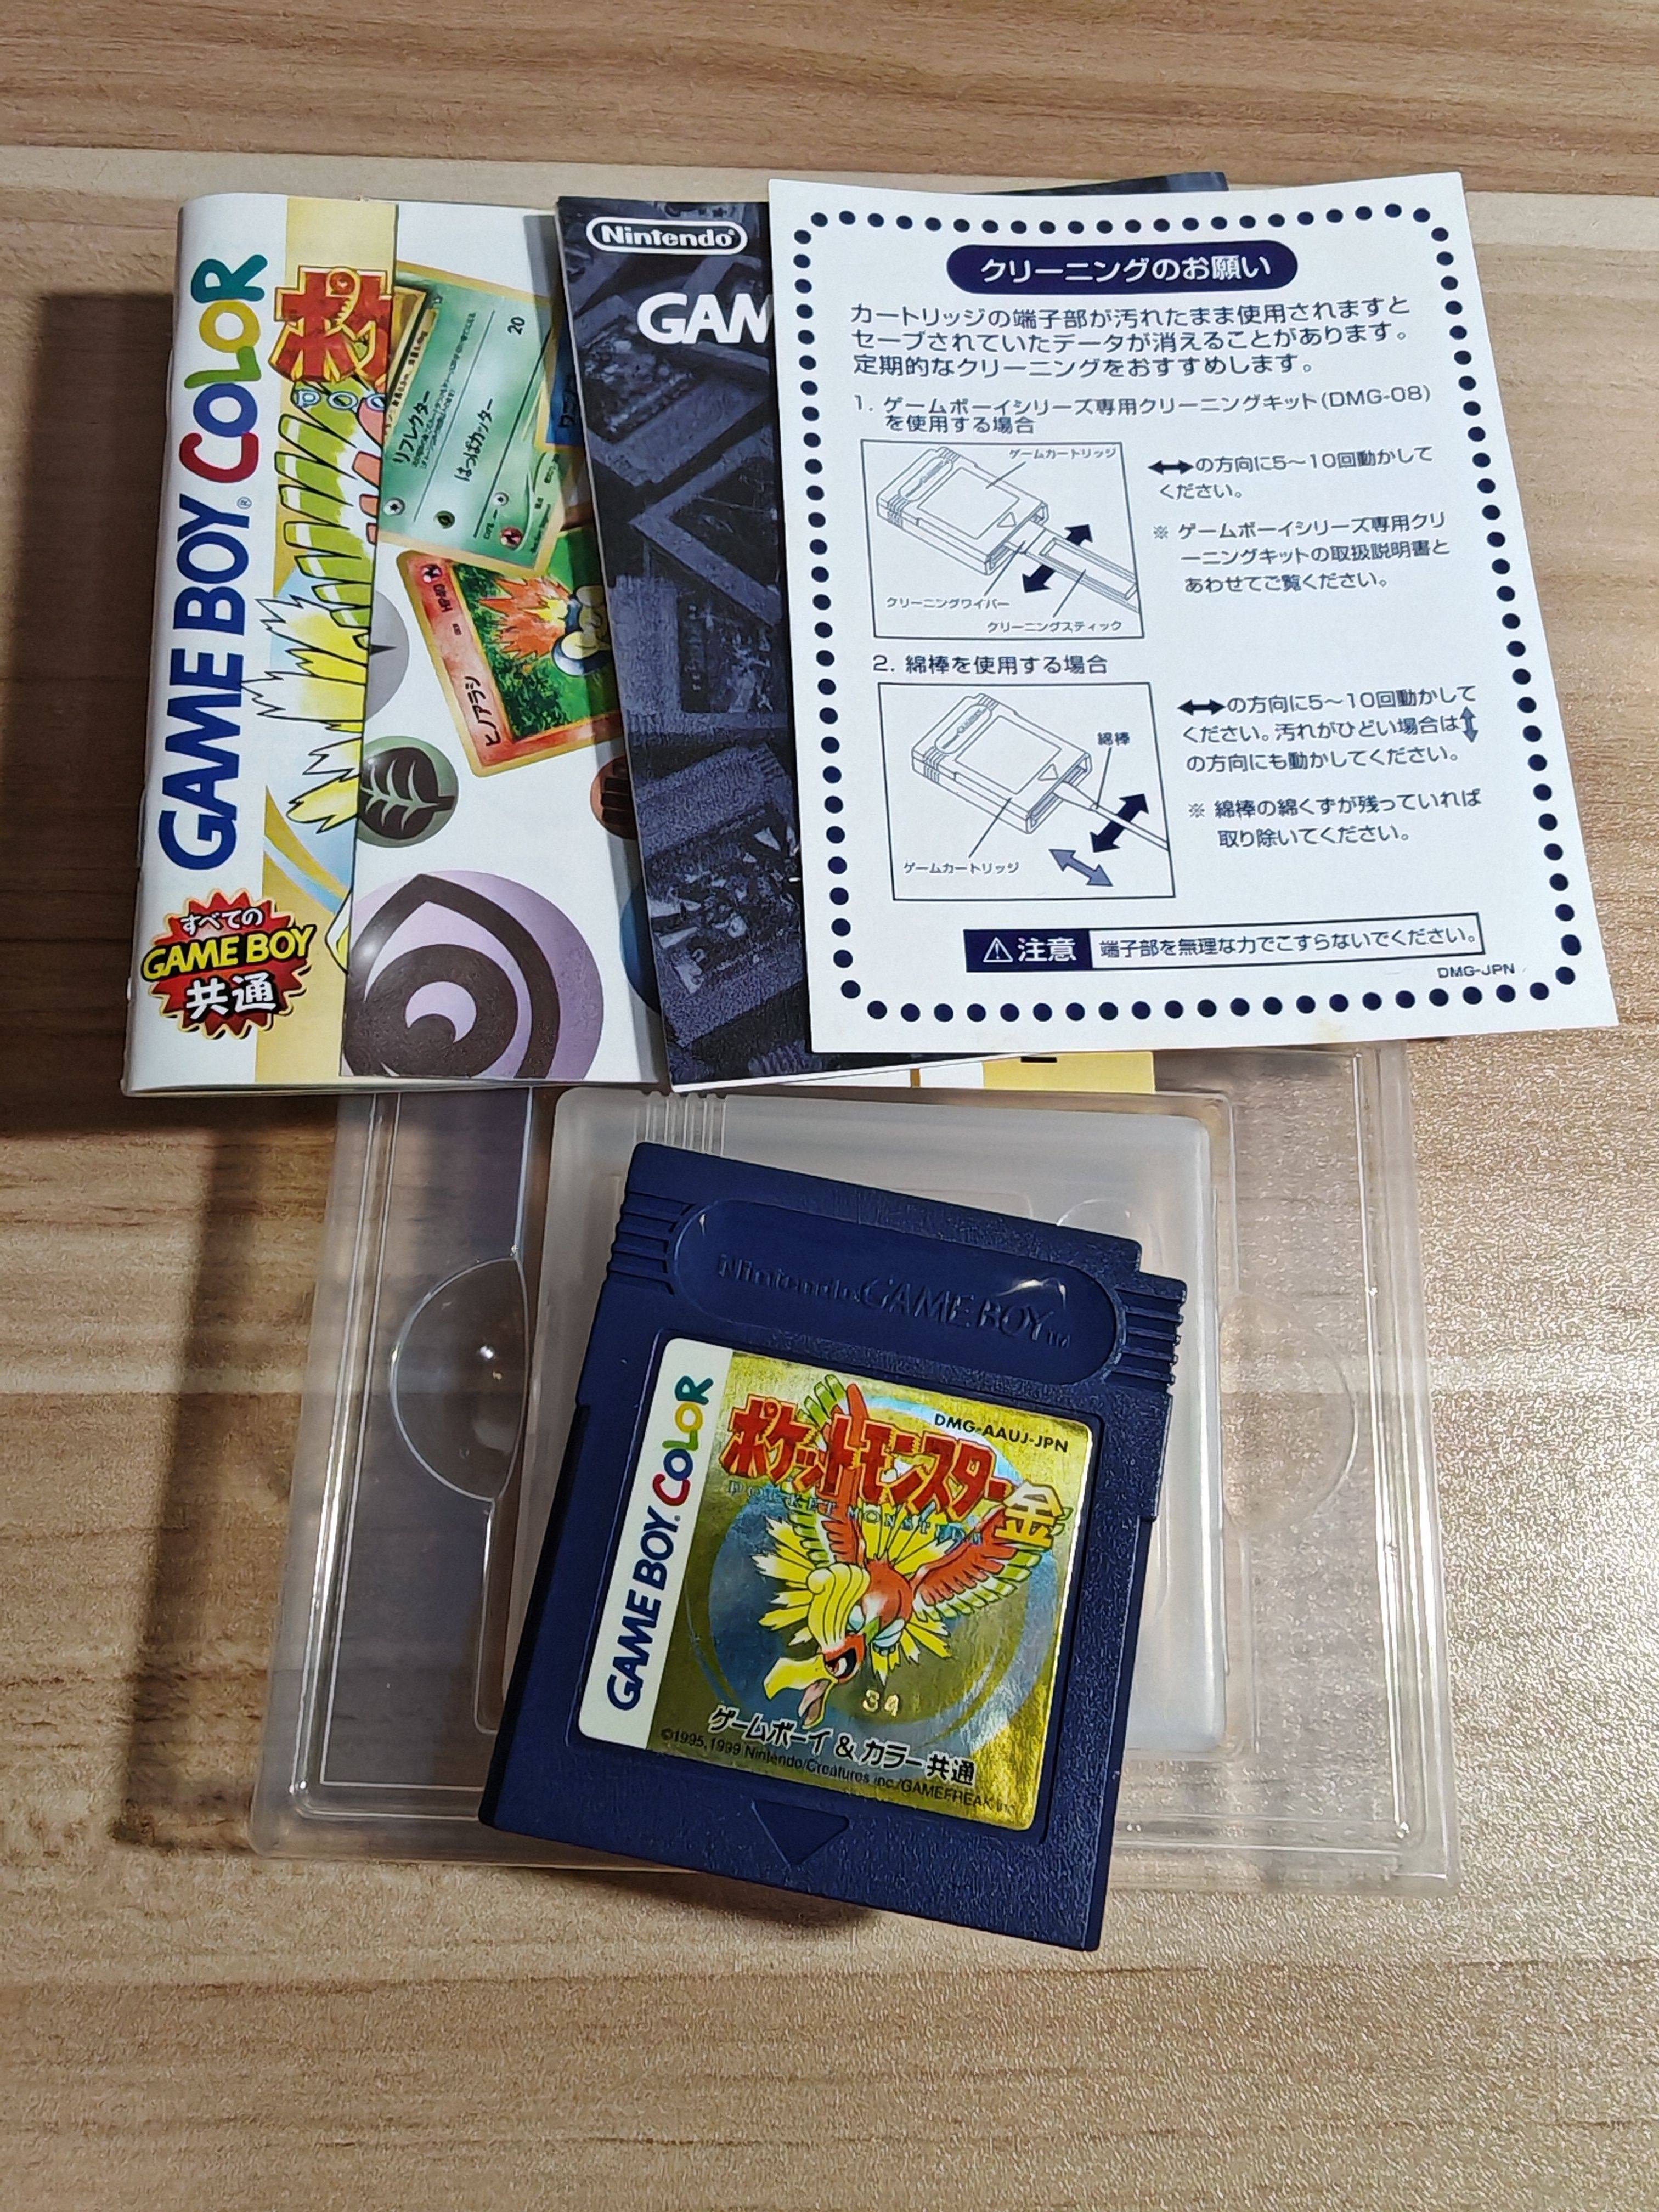 GAME BOY COLOR
ポケ
POC
すべての
GAME BOY
共通
20
リフレクター
はっぱカッター
HP40
ヒノアラシ
Nintendo
GAM
クリーニングのお願い
カートリッジの端子部が汚れたまま使用されますと
セーブされていたデータが消えることがあります。
定期的なクリーニングをおすすめします。
1. ゲームボーイシリーズ専用クリーニングキット(DMG-08)
を使用する場合
ゲームカートリッジ
クリーニングワイパー
クリーニングスティック
↔の方向に5〜10回動かして
ください。
※ ゲームボーイシリーズ専用クリ
ーニングキットの取扱説明書と
あわせてご覧ください。
2. 綿棒を使用する場合
綿棒
ゲームカートリッジ
↔の方向に5〜10回動かして
ください。汚れがひどい場合は↕
の方向にも動かしてください。
※ 綿棒の綿くずが残っていれば
取り除いてください。
⚠注意 端子部を無理な力でこすらないでください。
DMG-JPN
Nintendo GAME BOY TM
GAME BOY COLOR
DMG-AAUJ-JPN
ポケットモンスター金
POCKET MONSTERS
34
ゲームボーイ & カラー共通
©1995,1999 Nintendo/Creatures inc./GAMEFREAK inc.